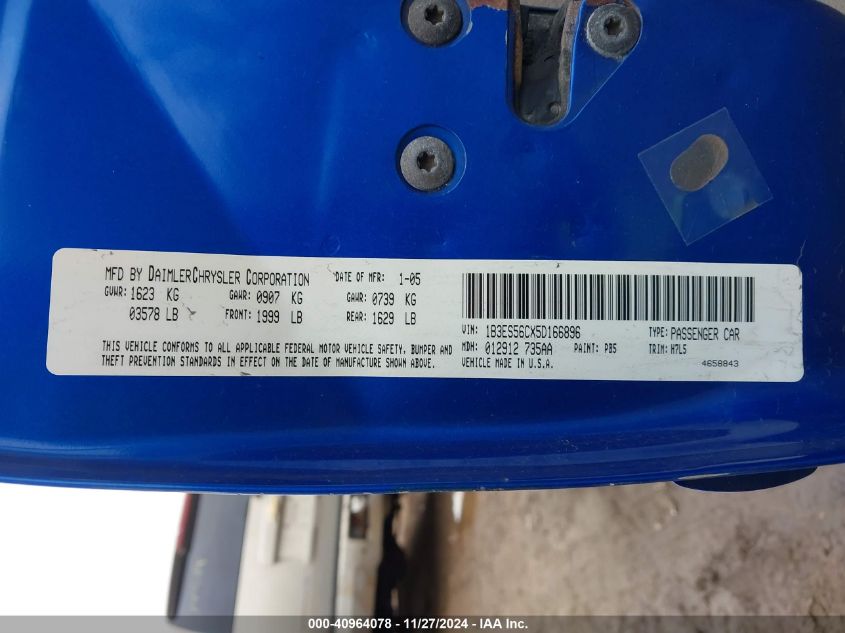 MFD BY DAIMLERCHRYSLER CORPORATION DATE OF MFR: 1-05
GVWR: 1623 KG GAWR: 0907 KG GAWR: 0739 KG
03578 LB FRONT: 1999 LB REAR: 1629 LB
THIS VEHICLE CONFORMS TO ALL APPLICABLE FEDERAL MOTOR VEHICLE SAFETY, BUMPER AND
THEFT PREVENTION STANDARDS IN EFFECT ON THE DATE OF MANUFACTURE SHOWN ABOVE.
VIN: 1B3ES56CX5D166896 TYPE: PASSENGER CAR
MDH: 012912 735AA PAINT: PB5 TRIM: H7L5
VEHICLE MADE IN U.S.A. 4658843
000-40964078 - 11/27/2024 - IAA Inc.